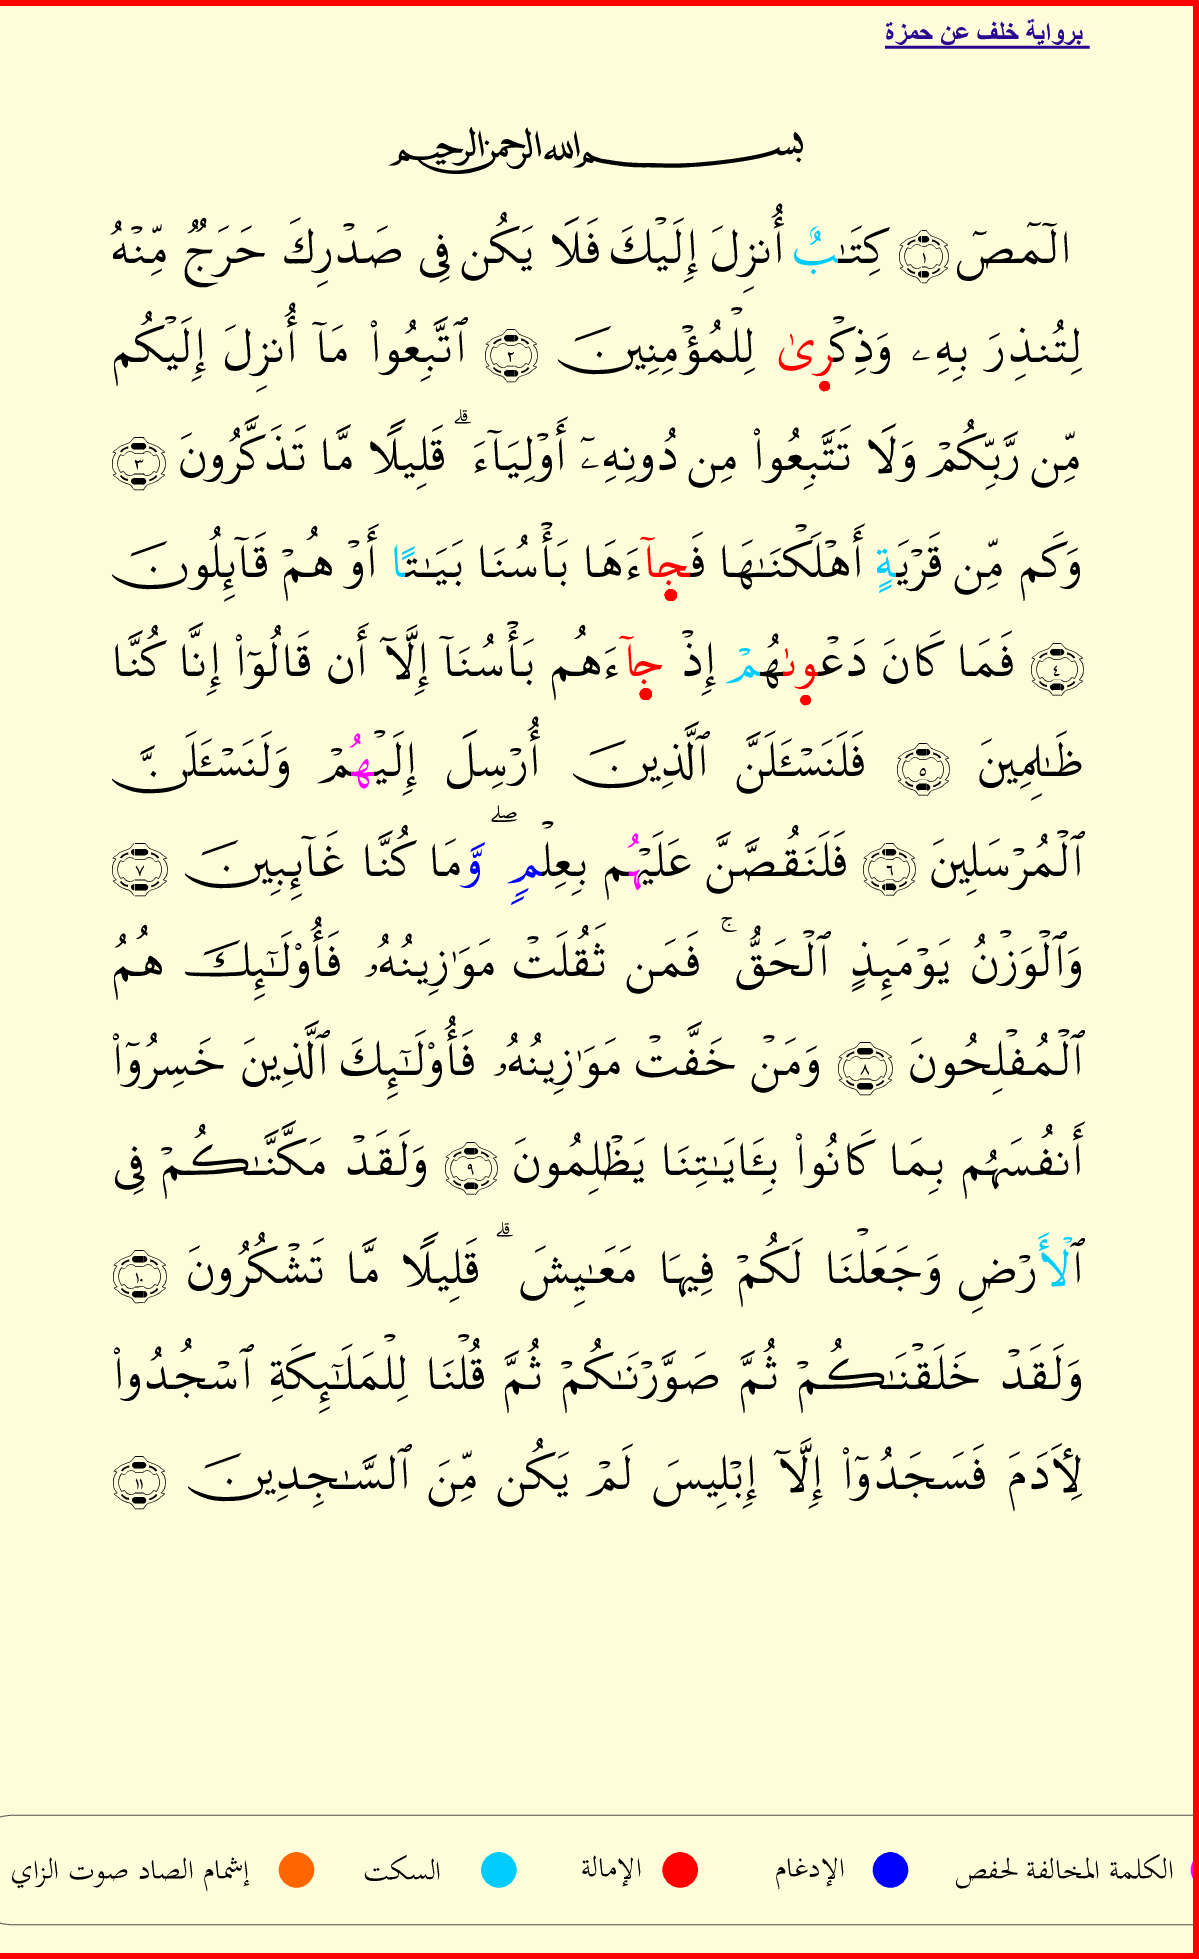 برواية خلف عن حمزة
بسم الله الرحمن الرحيم
الٓمٓصٓ ١ كِتَٰبٌ أُنزِلَ إِلَيۡكَ فَلَا يَكُن فِى صَدۡرِكَ حَرَجٌ مِّنۡهُ
لِتُنذِرَ بِهِۦ وَذِكۡرِىٰ لِلۡمُؤۡمِنِينَ ٢ ٱتَّبِعُوا۟ مَآ أُنزِلَ إِلَيۡكُم
مِّن رَّبِّكُمۡ وَلَا تَتَّبِعُوا۟ مِن دُونِهِۦٓ أَوۡلِيَآءَ ۗ قَلِيلًا مَّا تَذَكَّرُونَ ٣
وَكَم مِّن قَرۡيَةٍ أَهۡلَكۡنَٰهَا فَجِآءَهَا بَأۡسُنَا بَيَٰتًا أَوۡ هُمۡ قَآئِلُونَ
٤ فَمَا كَانَ دَعۡوِىٰهُمۡ إِذۡ جِآءَهُم بَأۡسُنَآ إِلَّآ أَن قَالُوٓا۟ إِنَّا كُنَّا
ظَٰلِمِينَ ٥ فَلَنَسۡـَٔلَنَّ ٱلَّذِينَ أُرۡسِلَ إِلَيۡهُمۡ وَلَنَسۡـَٔلَنَّ
ٱلۡمُرۡسَلِينَ ٦ فَلَنَقُصَّنَّ عَلَيۡهُم بِعِلۡمٍ ۖ وَّمَا كُنَّا غَآئِبِينَ ٧
وَٱلۡوَزۡنُ يَوۡمَئِذٍ ٱلۡحَقُّ ۚ فَمَن ثَقُلَتۡ مَوَٰزِينُهُۥ فَأُو۟لَٰٓئِكَ هُمُ
ٱلۡمُفۡلِحُونَ ٨ وَمَنۡ خَفَّتۡ مَوَٰزِينُهُۥ فَأُو۟لَٰٓئِكَ ٱلَّذِينَ خَسِرُوٓا۟
أَنفُسَهُم بِمَا كَانُوا۟ بِـَٔايَٰتِنَا يَظۡلِمُونَ ٩ وَلَقَدۡ مَكَّنَّٰكُمۡ فِى
ٱلۡأَرۡضِ وَجَعَلۡنَا لَكُمۡ فِيهَا مَعَٰيِشَ ۗ قَلِيلًا مَّا تَشۡكُرُونَ ١٠
وَلَقَدۡ خَلَقۡنَٰكُمۡ ثُمَّ صَوَّرۡنَٰكُمۡ ثُمَّ قُلۡنَا لِلۡمَلَٰٓئِكَةِ ٱسۡجُدُوا۟
لِأَدَمَ فَسَجَدُوٓا۟ إِلَّآ إِبۡلِيسَ لَمۡ يَكُن مِّنَ ٱلسَّٰجِدِينَ ١١
الكلمة المخالفة لحفص الإدغام الإمالة السكت إشمام الصاد صوت الزاي